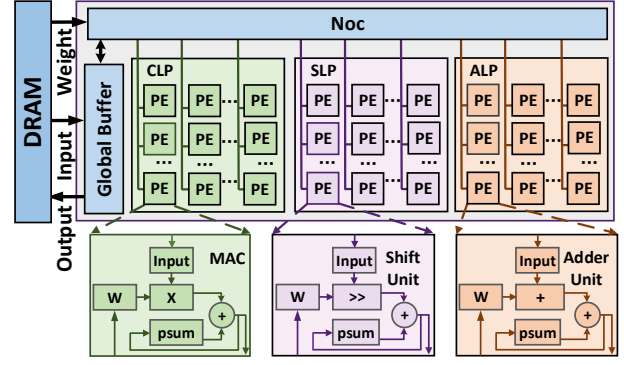 Noc
DRAM
Weight
Input
Output
Global Buffer
CLP
PE PE ... PE
PE PE ... PE
... ...
PE PE ... PE
SLP
PE PE ... PE
PE PE ... PE
... ...
PE PE ... PE
ALP
PE PE ... PE
PE PE ... PE
... ...
PE PE ... PE
MAC
Input
W X
+
psum
Shift
Unit
Input
W >>
+
psum
Adder
Unit
Input
W +
+
psum